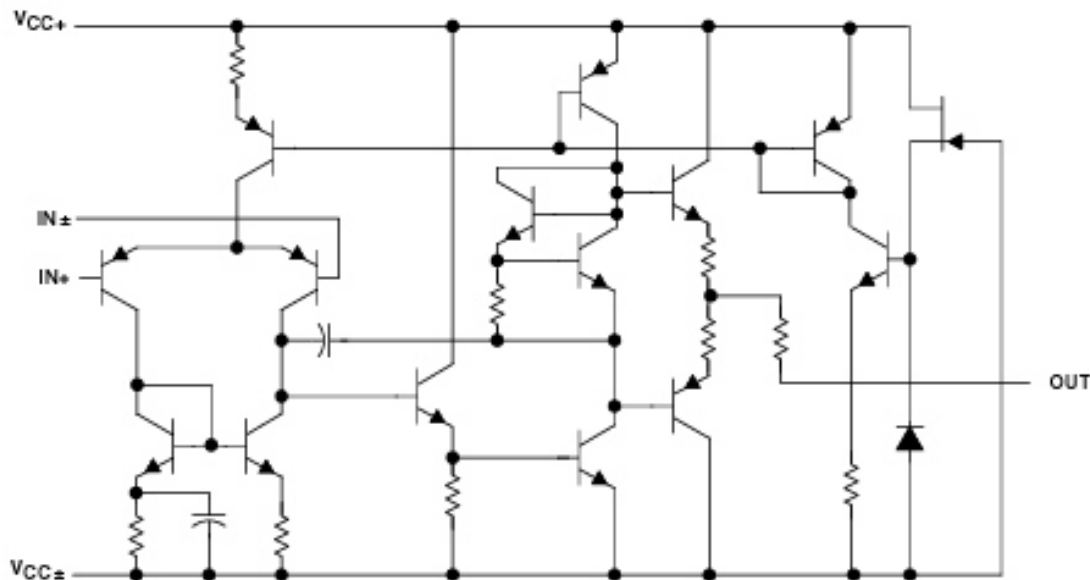 VCC+
IN±
IN+
OUT
VCC±